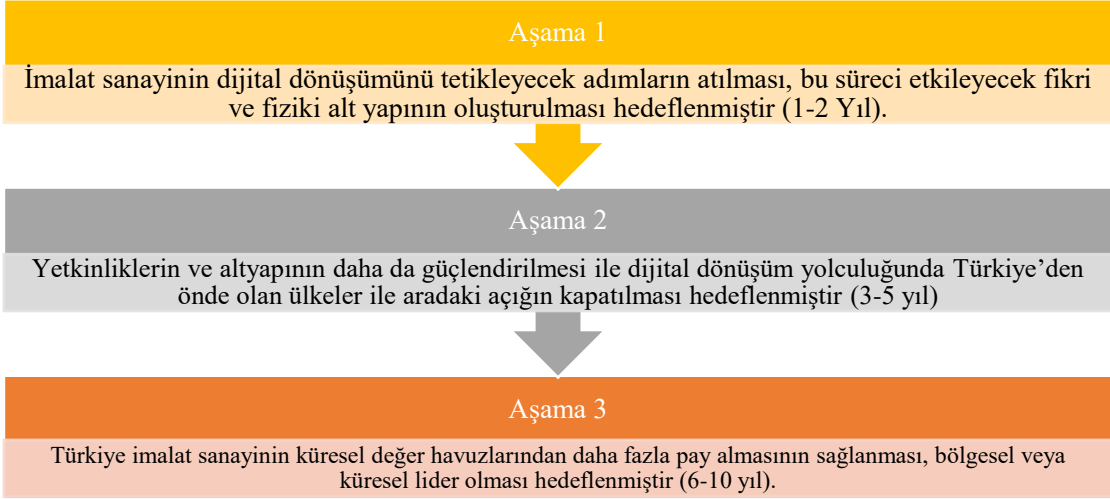 Aşama 1
İmalat sanayinin dijital dönüşümünü tetikleyecek adımların atılması, bu süreci etkileyecek fikri
ve fiziki alt yapının oluşturulması hedeflenmiştir (1-2 Yıl).
Aşama 2
Yetkinliklerin ve altyapının daha da güçlendirilmesi ile dijital dönüşüm yolculuğunda Türkiye’den
önde olan ülkeler ile aradaki açığın kapatılması hedeflenmiştir (3-5 yıl)
Aşama 3
Türkiye imalat sanayinin küresel değer havuzlarından daha fazla pay almasının sağlanması, bölgesel veya
küresel lider olması hedeflenmiştir (6-10 yıl).